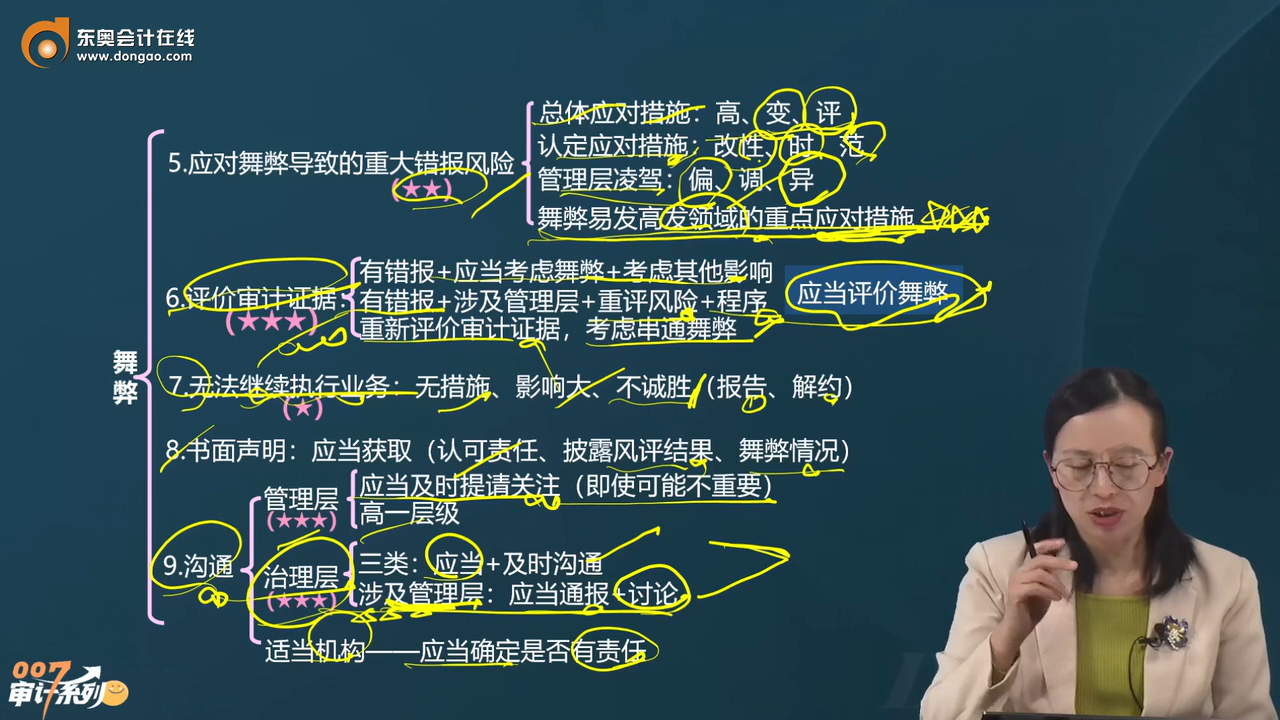 东奥会计在线
www.dongao.com
舞弊
5.应对舞弊导致的重大错报风险
(★★)
总体应对措施：高、变、评
认定应对措施：改性、时 范
管理层凌驾：偏、调、异
舞弊易发高发领域的重点应对措施
6.评价审计证据：
(★★★)
有错报+应当考虑舞弊+考虑其他影响
有错报+涉及管理层+重评风险+程序
重新评价审计证据，考虑串通舞弊
应当评价舞弊
7.无法继续执行业务：无措施、影响大、不诚胜（报告、解约）
(★)
8.书面声明：应当获取（认可责任、披露风评结果、舞弊情况）
9.沟通
管理层
(★★★)
应当及时提请关注（即使可能不重要）
高一层级
治理层
(★★★)
三类：应当+及时沟通
涉及管理层：应当通报+讨论
适当机构——应当确定是否有责任
007
审计系列